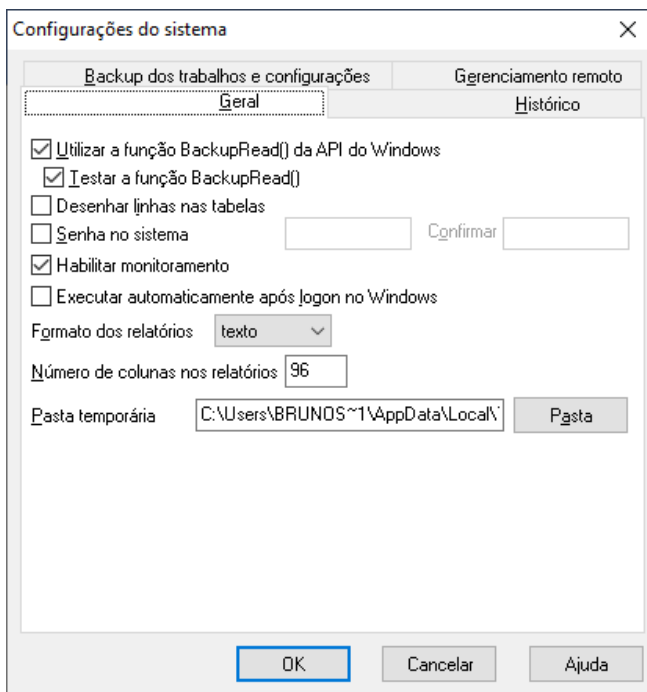 Configurações do sistema
Backup dos trabalhos e configurações Gerenciamento remoto
Geral Histórico
Utilizar a função BackupRead() da API do Windows
Testar a função BackupRead()
Desenhar linhas nas tabelas
Senha no sistema Confirmar
Habilitar monitoramento
Executar automaticamente após logon no Windows
Formato dos relatórios texto
Número de colunas nos relatórios 96
Pasta temporária C:\Users\BRUNOS~1\AppData\Local\ Pasta
OK Cancelar Ajuda